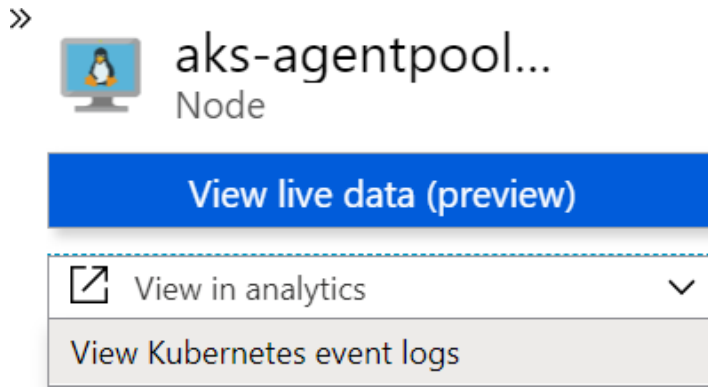 aks-agentpool...
Node
View live data (preview)
View in analytics
View Kubernetes event logs